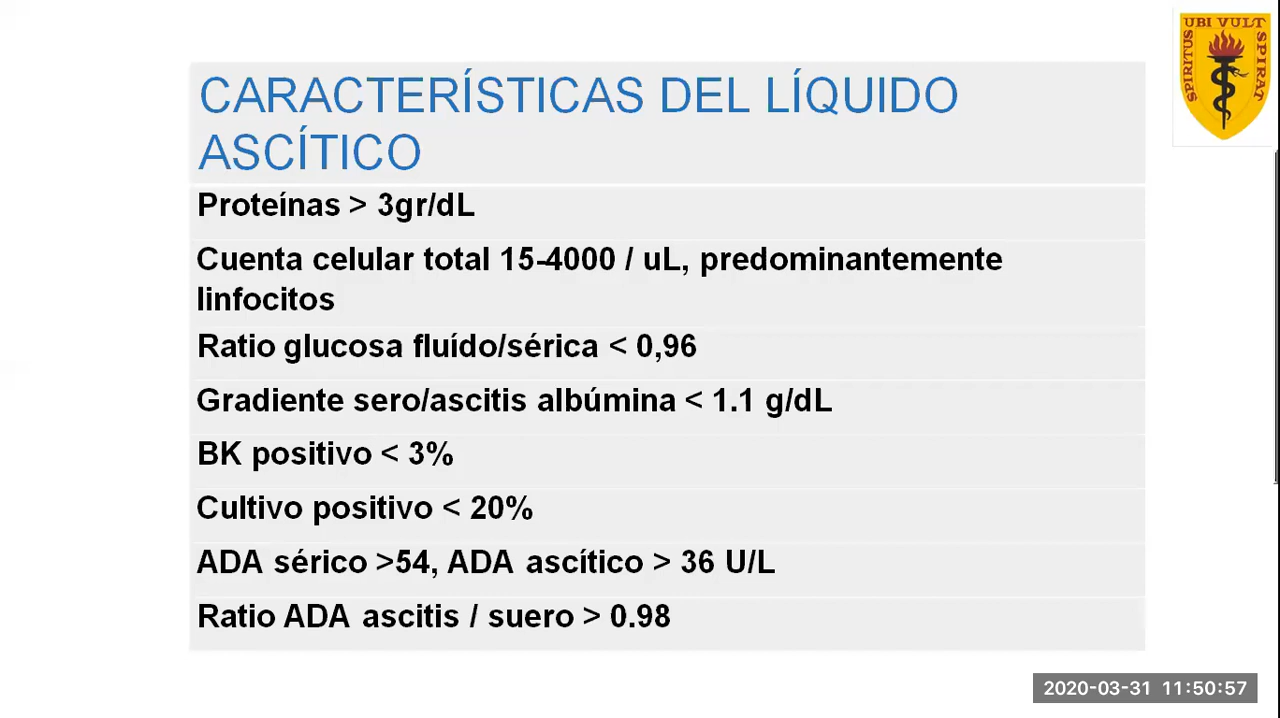 UBI VULT
SPIRITUS
SPIRAT
CARACTERÍSTICAS DEL LÍQUIDO
ASCÍTICO
Proteínas > 3gr/dL
Cuenta celular total 15-4000 / uL, predominantemente
linfocitos
Ratio glucosa fluído/sérica < 0,96
Gradiente sero/ascitis albúmina < 1.1 g/dL
BK positivo < 3%
Cultivo positivo < 20%
ADA sérico >54, ADA ascítico > 36 U/L
Ratio ADA ascitis / suero > 0.98
2020-03-31 11:50:57